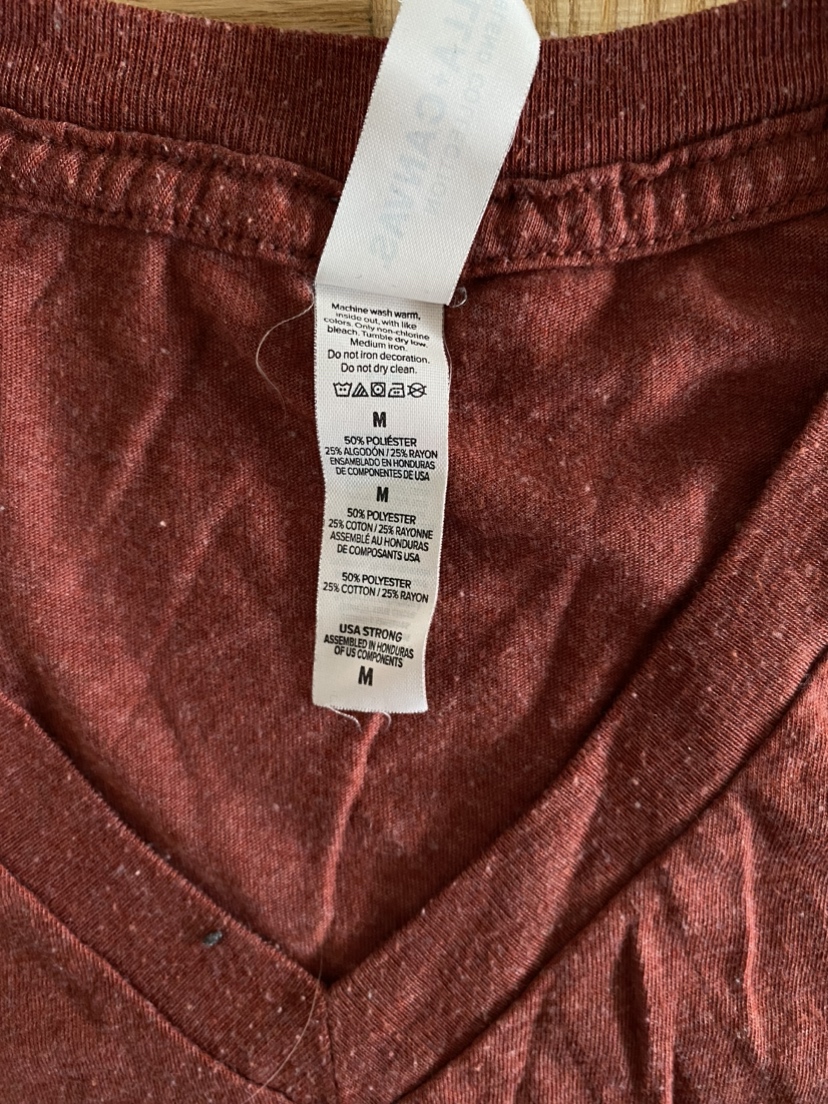 CANVAS.
COLLECTION
Machine wash warm,
inside out, with like
colors. Only non-chlorine
bleach. Tumble dry low.
Medium iron.
Do not iron decoration.
Do not dry clean.
M
50% POLIÉSTER
25% ALGODÓN / 25% RAYON
ENSAMBLADO EN HONDURAS
DE COMPONENTES DE USA
M
50% POLYESTER
25% COTON / 25% RAYONNE
ASSEMBLÉ AU HONDURAS
DE COMPOSANTS USA
50% POLYESTER
25% COTTON / 25% RAYON
USA STRONG
ASSEMBLED IN HONDURAS
OF US COMPONENTS
M